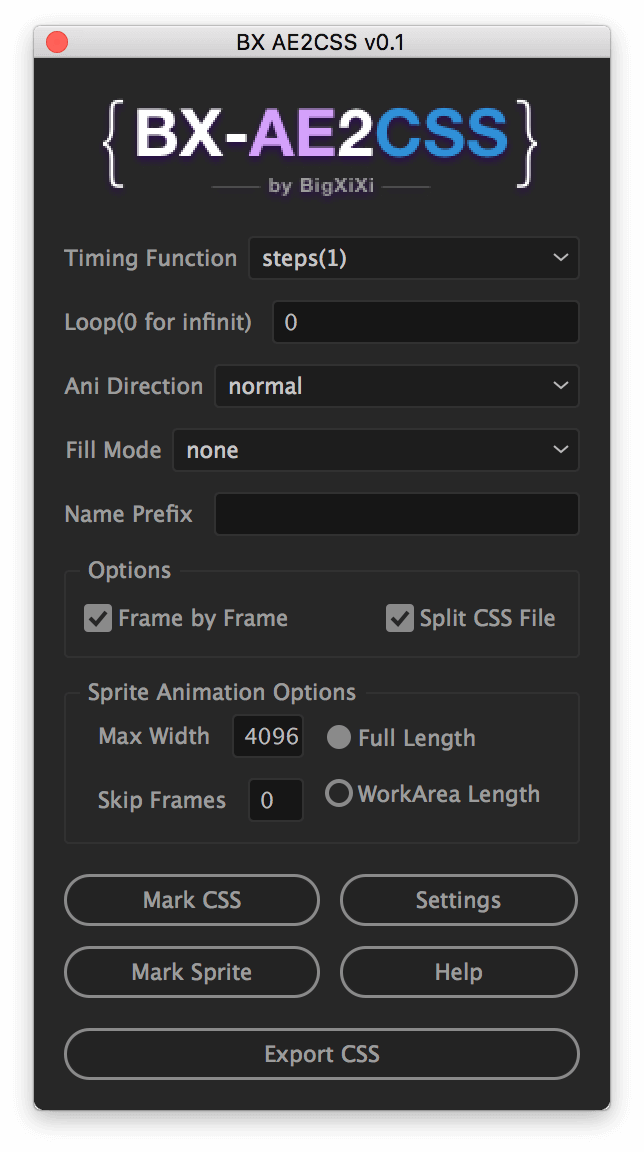 BX AE2CSS v0.1
{BX-AE2CSS}
by BigXiXi
Timing Function steps(1)
Loop(0 for infinit) 0
Ani Direction normal
Fill Mode none
Name Prefix
Options
Frame by Frame Split CSS File
Sprite Animation Options
Max Width 4096 Full Length
Skip Frames 0 WorkArea Length
Mark CSS Settings
Mark Sprite Help
Export CSS